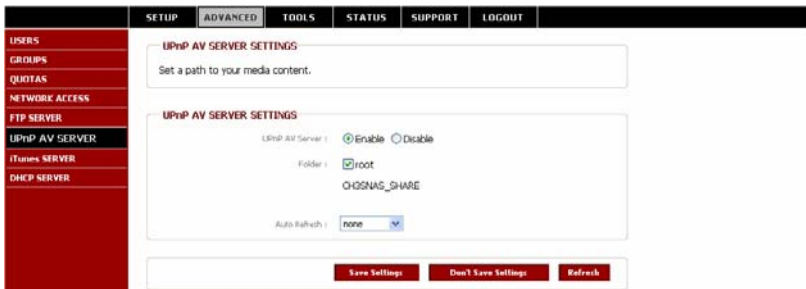 SETUP ADVANCED TOOLS STATUS SUPPORT LOGOUT
USERS
GROUPS
QUOTAS
NETWORK ACCESS
FTP SERVER
UPnP AV SERVER
iTunes SERVER
DHCP SERVER
UPnP AV SERVER SETTINGS
Set a path to your media content.
UPnP AV SERVER SETTINGS
UPnP AV Server : Enable Disable
Folder : root
CH3SNAS_SHARE
Auto Refresh : none
Save Settings Don't Save Settings Refresh